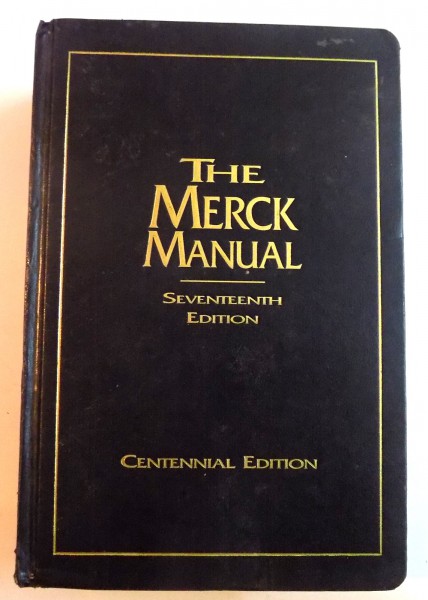 THE
MERCK
MANUAL
SEVENTEENTH
EDITION
CENTENNIAL EDITION